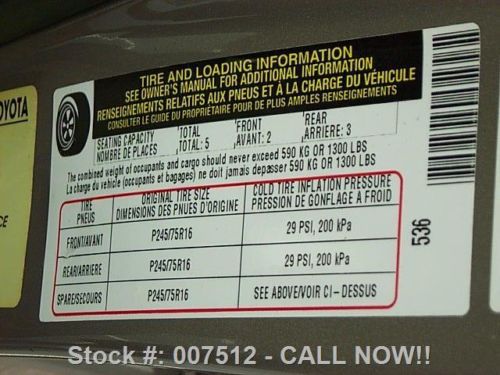 TOYOTA
CE
TIRE AND LOADING INFORMATION
SEE OWNER'S MANUAL FOR ADDITIONAL INFORMATION
RENSEIGNEMENTS RELATIFS AUX PNEUS ET À LA CHARGE DU VÉHICULE
CONSULTER LE GUIDE DU PROPRIÉTAIRE POUR DE PLUS AMPLES RENSEIGNEMENTS
SEATING CAPACITY TOTAL FRONT REAR
NOMBRE DE PLACES TOTAL: 5 AVANT: 2 ARRIERE: 3
The combined weight of occupants and cargo should never exceed 590 KG OR 1300 LBS
La charge du vehicle (occupants et bagages) ne doit jamais depasser 590 KG OR 1300 LBS
TIRE ORIGINAL TIRE SIZE COLD TIRE INFLATION PRESSURE
PNEUS DIMENSIONS DES PNUES D'ORIGINE PRESSION DE GONFLAGE A FROID
FRONT/AVANT P245/75R16 29 PSI, 200 kPa
REAR/ARRIERE P245/75R16 29 PSI, 200 kPa
SPARE/SECOURS P245/75R16 SEE ABOVE/VOIR CI-DESSUS
536
Stock #: 007512 - CALL NOW!!